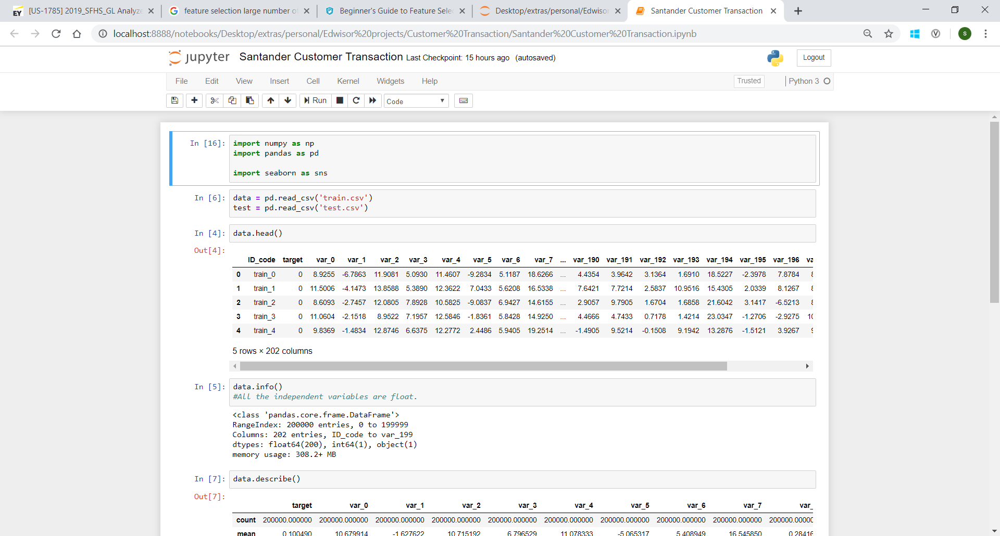 EY [US-1785] 2019_SFHS_GL Analyze
feature selection large number o
Beginner's Guide to Feature Selec
Desktop/extras/personal/Edwisor
Santander Customer Transaction
localhost:8888/notebooks/Desktop/extras/personal/Edwisor%20projects/Customer%20Transaction/Santander%20Customer%20Transaction.ipynb
s
jupyter Santander Customer Transaction Last Checkpoint: 15 hours ago (autosaved)
Logout
File Edit View Insert Cell Kernel Widgets Help
Trusted
Python 3
Run
Code
In [16]: import numpy as np
import pandas as pd
import seaborn as sns
In [6]: data = pd.read_csv('train.csv')
test = pd.read_csv('test.csv')
In [4]: data.head()
Out[4]:
ID_code target var_0 var_1 var_2 var_3 var_4 var_5 var_6 var_7 ... var_190 var_191 var_192 var_193 var_194 var_195 var_196 va
0 train_0 0 8.9255 -6.7863 11.9081 5.0930 11.4607 -9.2834 5.1187 18.6266 ... 4.4354 3.9642 3.1364 1.6910 18.5227 -2.3978 7.8784 8
1 train_1 0 11.5006 -4.1473 13.8588 5.3890 12.3622 7.0433 5.6208 16.5338 ... 7.6421 7.7214 2.5837 10.9516 15.4305 2.0339 8.1267 8
2 train_2 0 8.6093 -2.7457 12.0805 7.8928 10.5825 -9.0837 6.9427 14.6155 ... 2.9057 9.7905 1.6704 1.6858 21.6042 3.1417 -6.5213 8
3 train_3 0 11.0604 -2.1518 8.9522 7.1957 12.5846 -1.8361 5.8428 14.9250 ... 4.4666 4.7433 0.7178 1.4214 23.0347 -1.2706 -2.9275 10
4 train_4 0 9.8369 -1.4834 12.8746 6.6375 12.2772 2.4486 5.9405 19.2514 ... -1.4905 9.5214 -0.1508 9.1942 13.2876 -1.5121 3.9267 9
5 rows × 202 columns
In [5]: data.info()
#All the independent variables are float.
<class 'pandas.core.frame.DataFrame'>
RangeIndex: 200000 entries, 0 to 199999
Columns: 202 entries, ID_code to var_199
dtypes: float64(200), int64(1), object(1)
memory usage: 308.2+ MB
In [7]: data.describe()
Out[7]:
target var_0 var_1 var_2 var_3 var_4 var_5 var_6 var_7 var_
count 200000.000000 200000.000000 200000.000000 200000.000000 200000.000000 200000.000000 200000.000000 200000.000000 200000.000000 200000.00000
mean 0.100490 10.679914 -1.627622 10.715192 6.796529 11.078333 -5.065317 5.408949 16.545850 0.28416